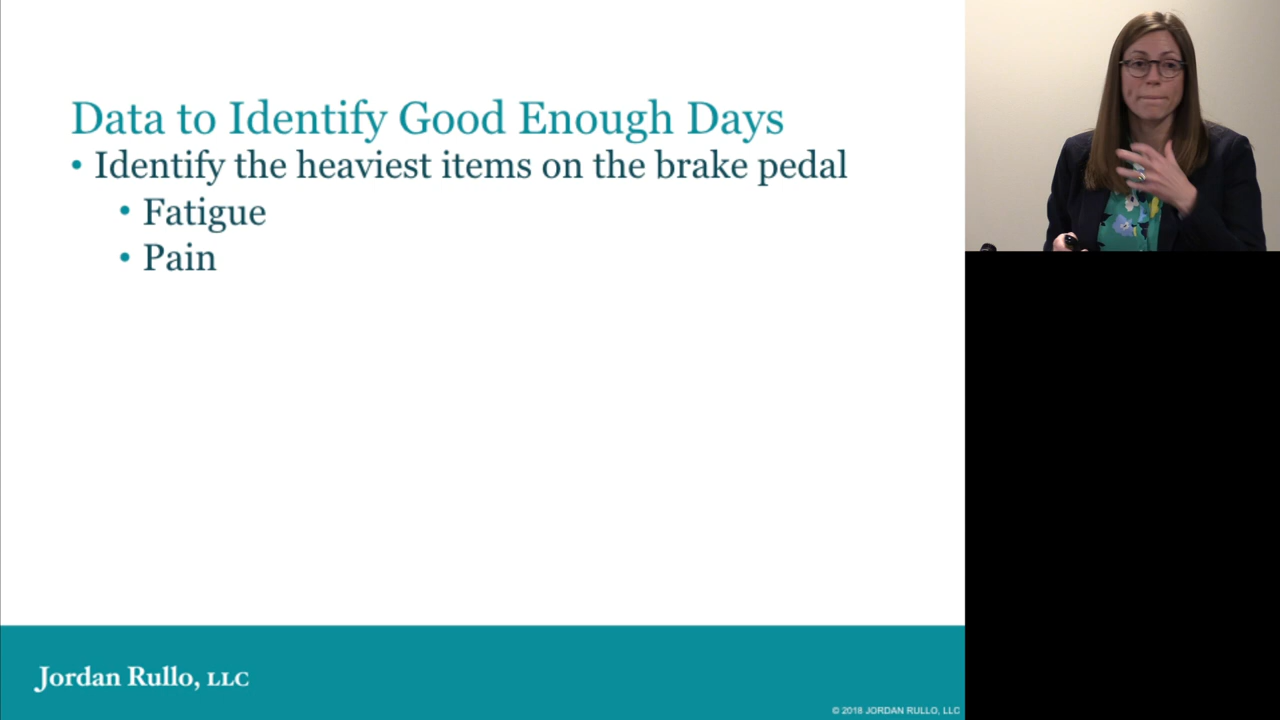 Data to Identify Good Enough Days
• Identify the heaviest items on the brake pedal
• Fatigue
• Pain
Jordan Rullo, LLC
© 2018 JORDAN RULLO, LLC